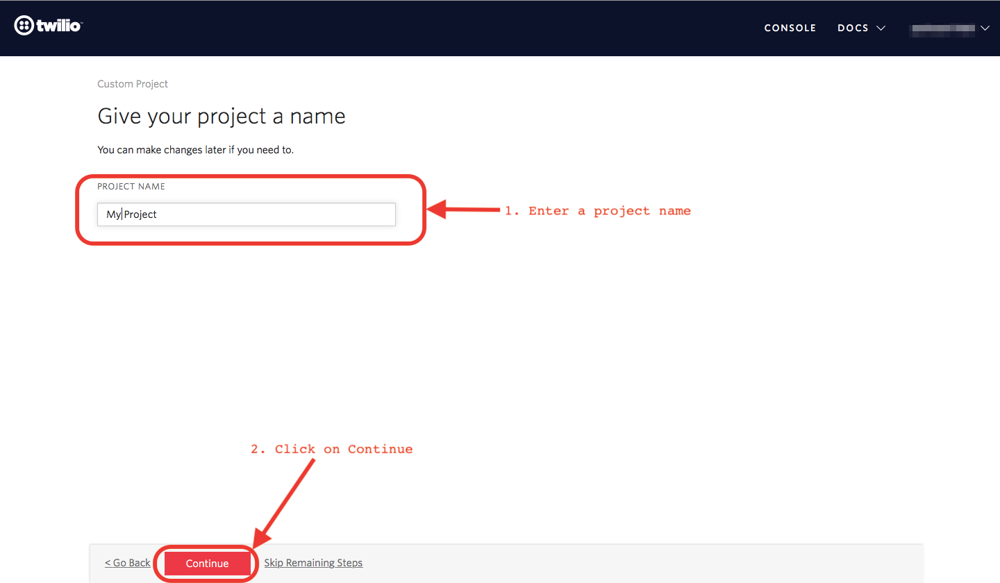 twilio
CONSOLE DOCS
Custom Project
Give your project a name
You can make changes later if you need to.
PROJECT NAME
My Project
1. Enter a project name
2. Click on Continue
< Go Back Continue Skip Remaining Steps